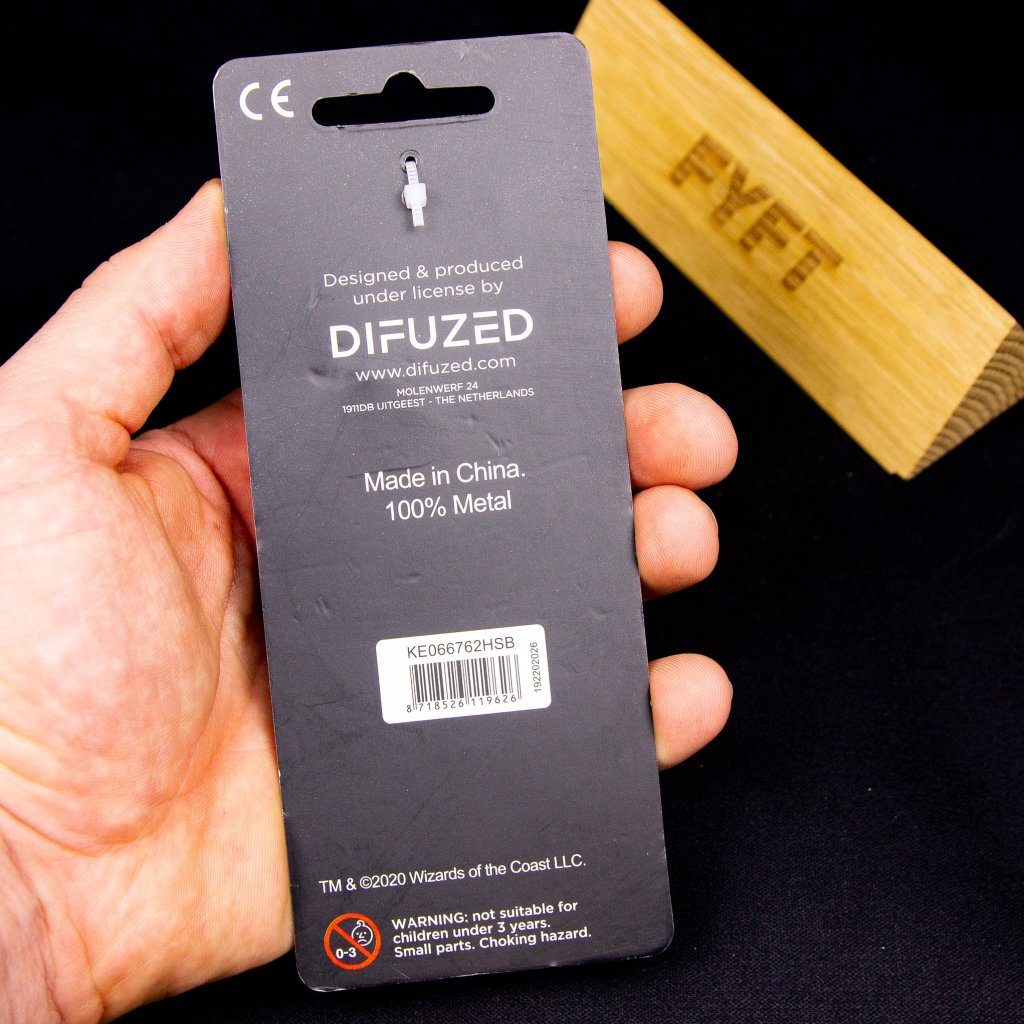 CE
Designed & produced
under license by
DIFUZED
www.difuzed.com
MOLENWERF 24
1911DB UITGEEST - THE NETHERLANDS
Made in China.
100% Metal
KE066762HSB
192202026
8 718526 119626
TM & ©2020 Wizards of the Coast LLC.
0-3
WARNING: not suitable for
children under 3 years.
Small parts. Choking hazard.
FYFT